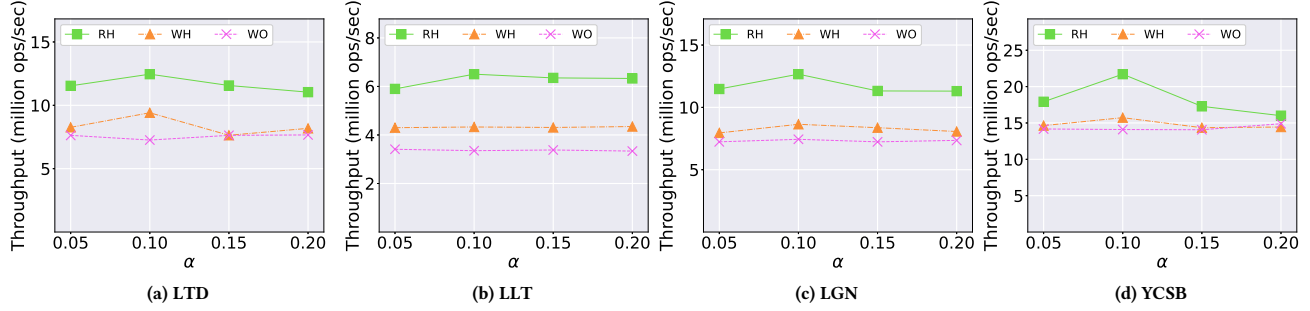 Throughput (million ops/sec)
RH WH WO
15
10
5
0.05 0.10 0.15 0.20
α
(a) LTD
Throughput (million ops/sec)
RH WH WO
8
6
4
2
0.05 0.10 0.15 0.20
α
(b) LLT
Throughput (million ops/sec)
RH WH WO
15
10
5
0.05 0.10 0.15 0.20
α
(c) LGN
Throughput (million ops/sec)
RH WH WO
25
20
15
10
5
0.05 0.10 0.15 0.20
α
(d) YCSB